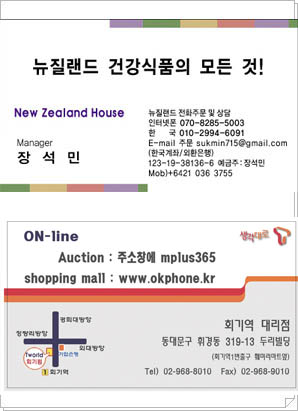 뉴질랜드 건강식품의 모든 것!
New Zealand House
Manager
장 석 민
뉴질랜드 전화주문 및 상담
인터넷폰 070-8285-5003
한 국 010-2994-6091
E-mail 주문 sukmin715@gmail.com
(한국계좌/외환은행)
123-19-38136-6 예금주: 장석민
Mob)+6421 036 3755
ON-line
생각대로 T
Auction : 주소창에 mplus365
shopping mall : www.okphone.kr
경희대방향
청량리방향
외대방향
Tworld
회기점
기업은행
1 회기역
회기역 대리점
동대문구 휘경동 319-13 두리빌딩
(회기역1번출구 훼미리마트옆)
Tel) 02-968-8010 Fax) 02-968-9010